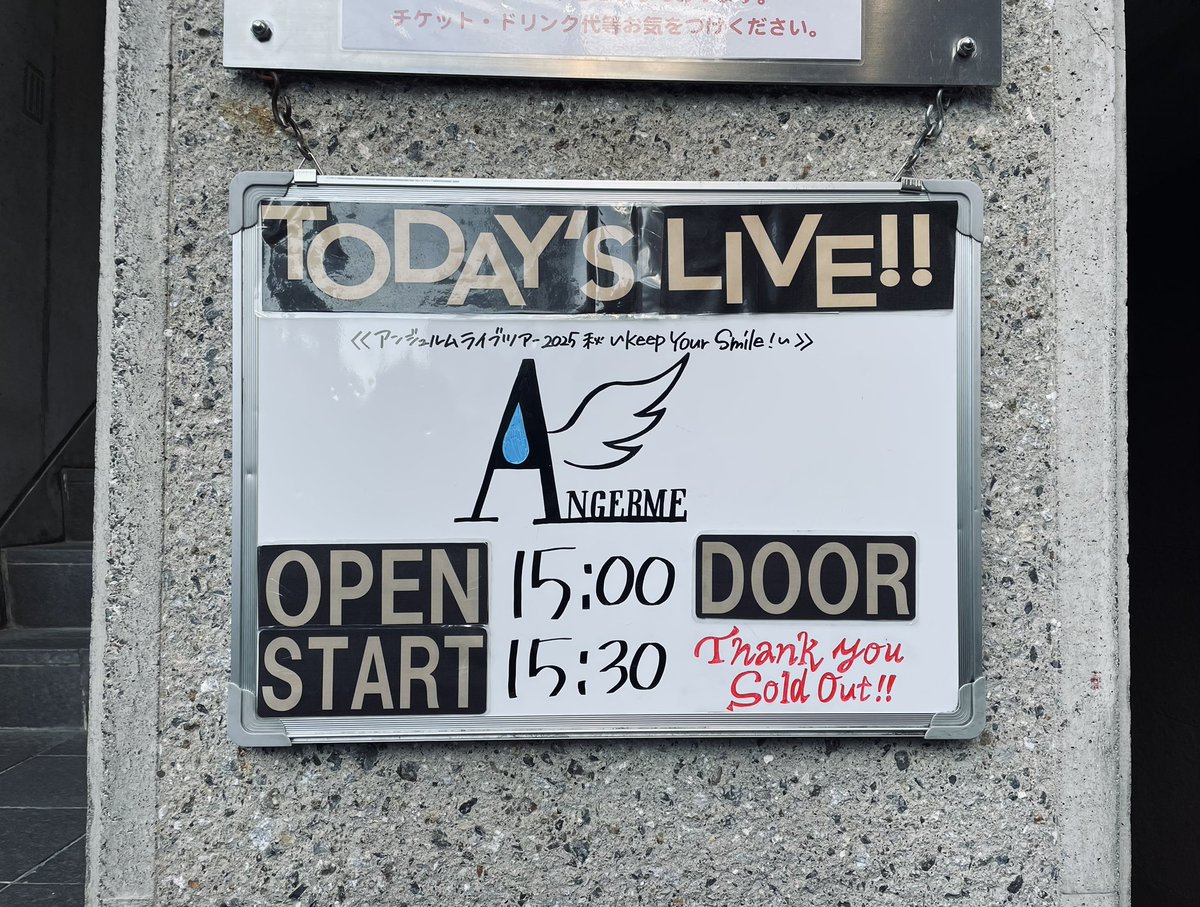 チケット・ドリンク代等お気をつけください。
TODAY'S LIVE!!
≪アンジュルムライブツアー2025秋 〜Keep Your Smile!〜≫
ANGERME
OPEN 15:00 DOOR
START 15:30 Thank you
Sold Out!!